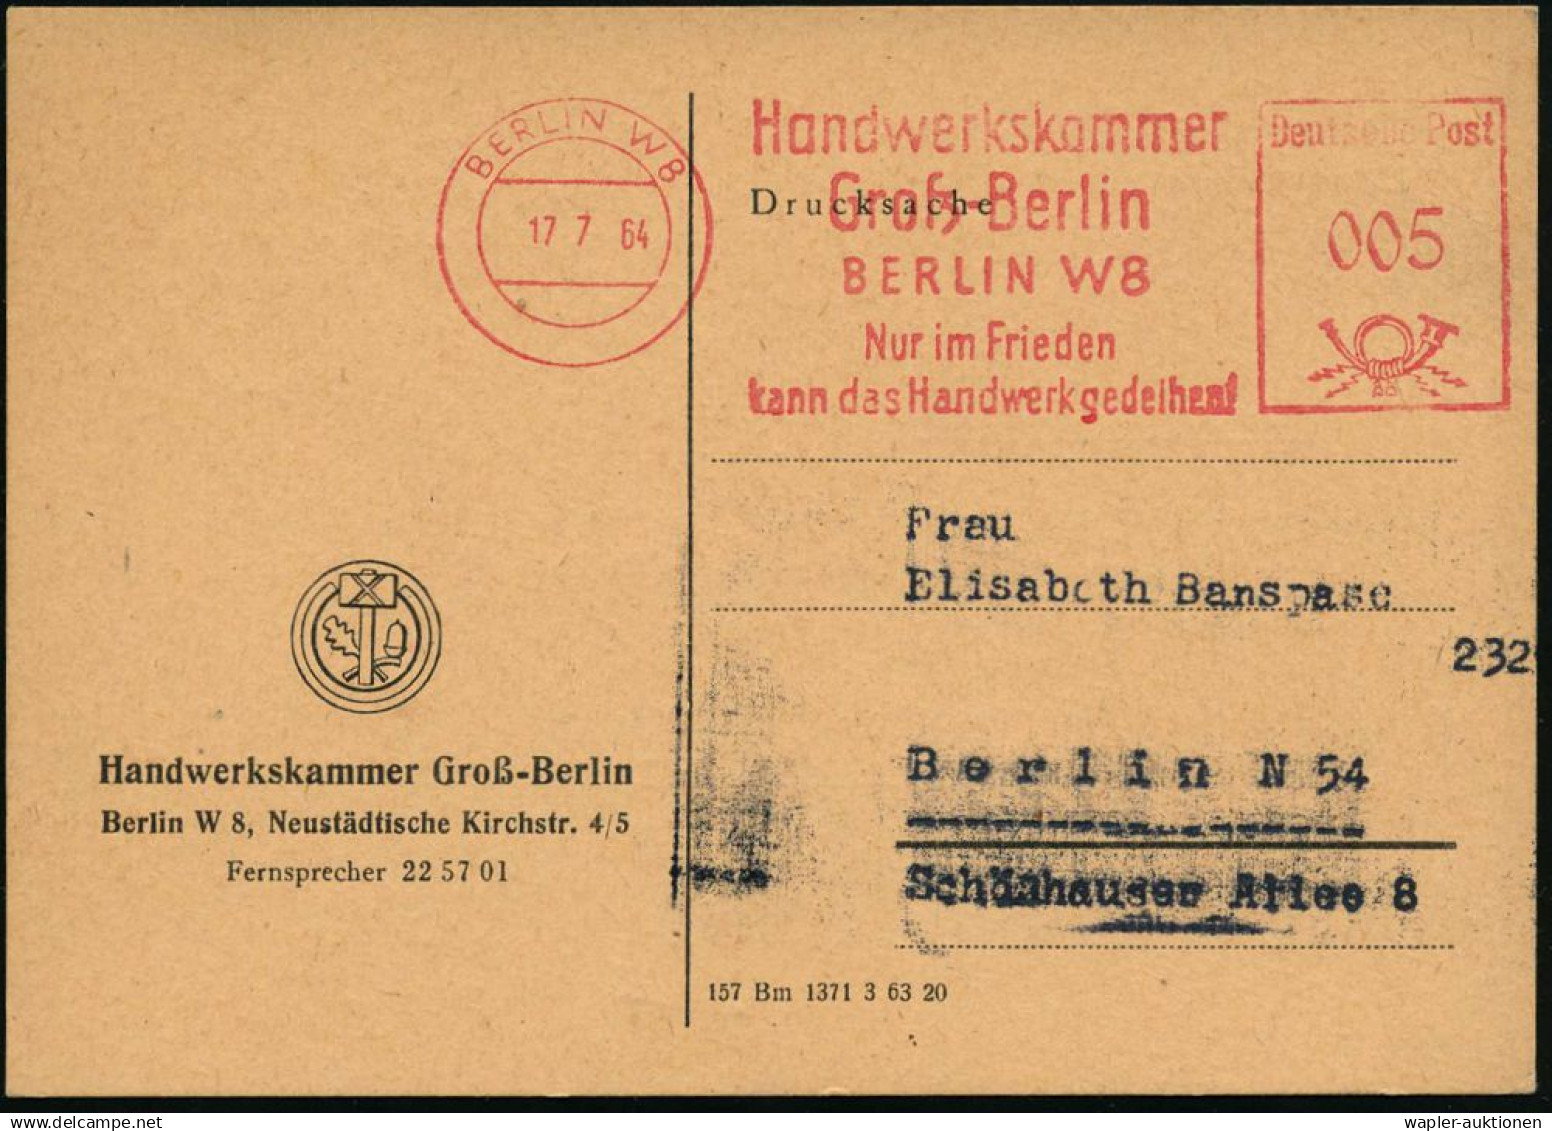 BERLIN W8
17 7 64
Handwerkskammer
Groß-Berlin
BERLIN W8
Nur im Frieden
kann das Handwerk gedeihen!
Deutsche Post
005
Drucksache
Frau
Elisabeth Banspasc
232
Berlin N 54
Schönhauser Allee 8
Handwerkskammer Groß-Berlin
Berlin W 8, Neustädtische Kirchstr. 4/5
Fernsprecher 22 57 01
157 Bm 1371 3 63 20
wapler-auktionen
delcampe.net